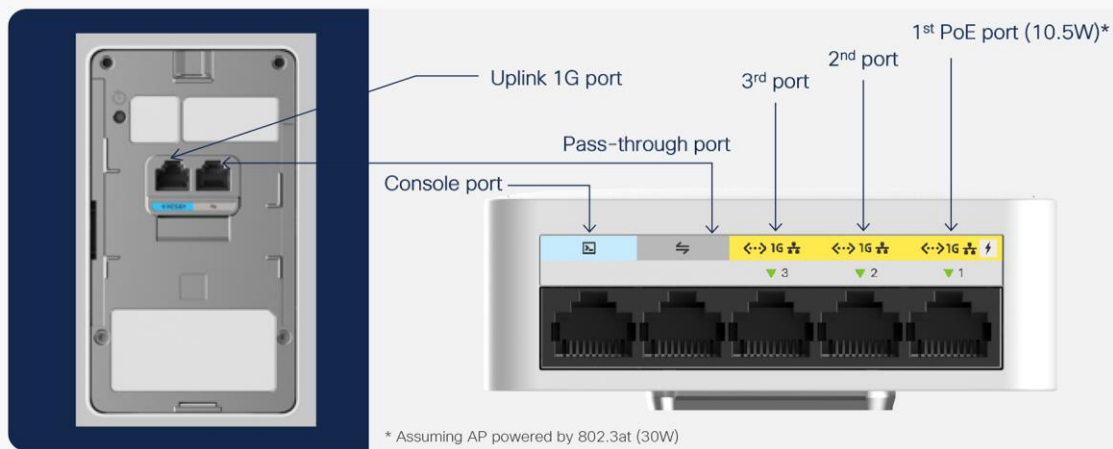 1st PoE port (10.5W)*
2nd port
3rd port
Uplink 1G port
Pass-through port
Console port
1G 1G 1G
3 2 1
* Assuming AP powered by 802.3at (30W)